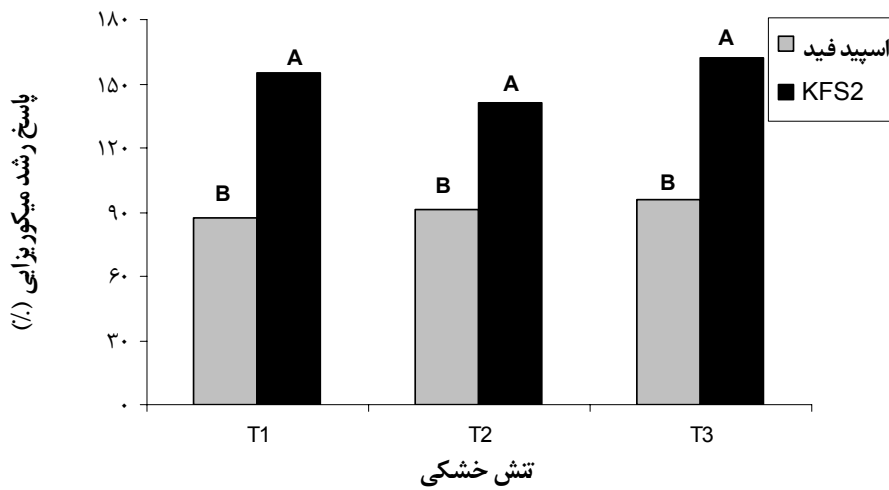 پاسخ رشد میکوریزایی (٪)
۱۸۰
۱۵۰
۱۲۰
۹۰
۶۰
۳۰
۰
B
A
B
A
B
A
اسپید فید
KFS2
T1
T2
T3
تنش خشکی